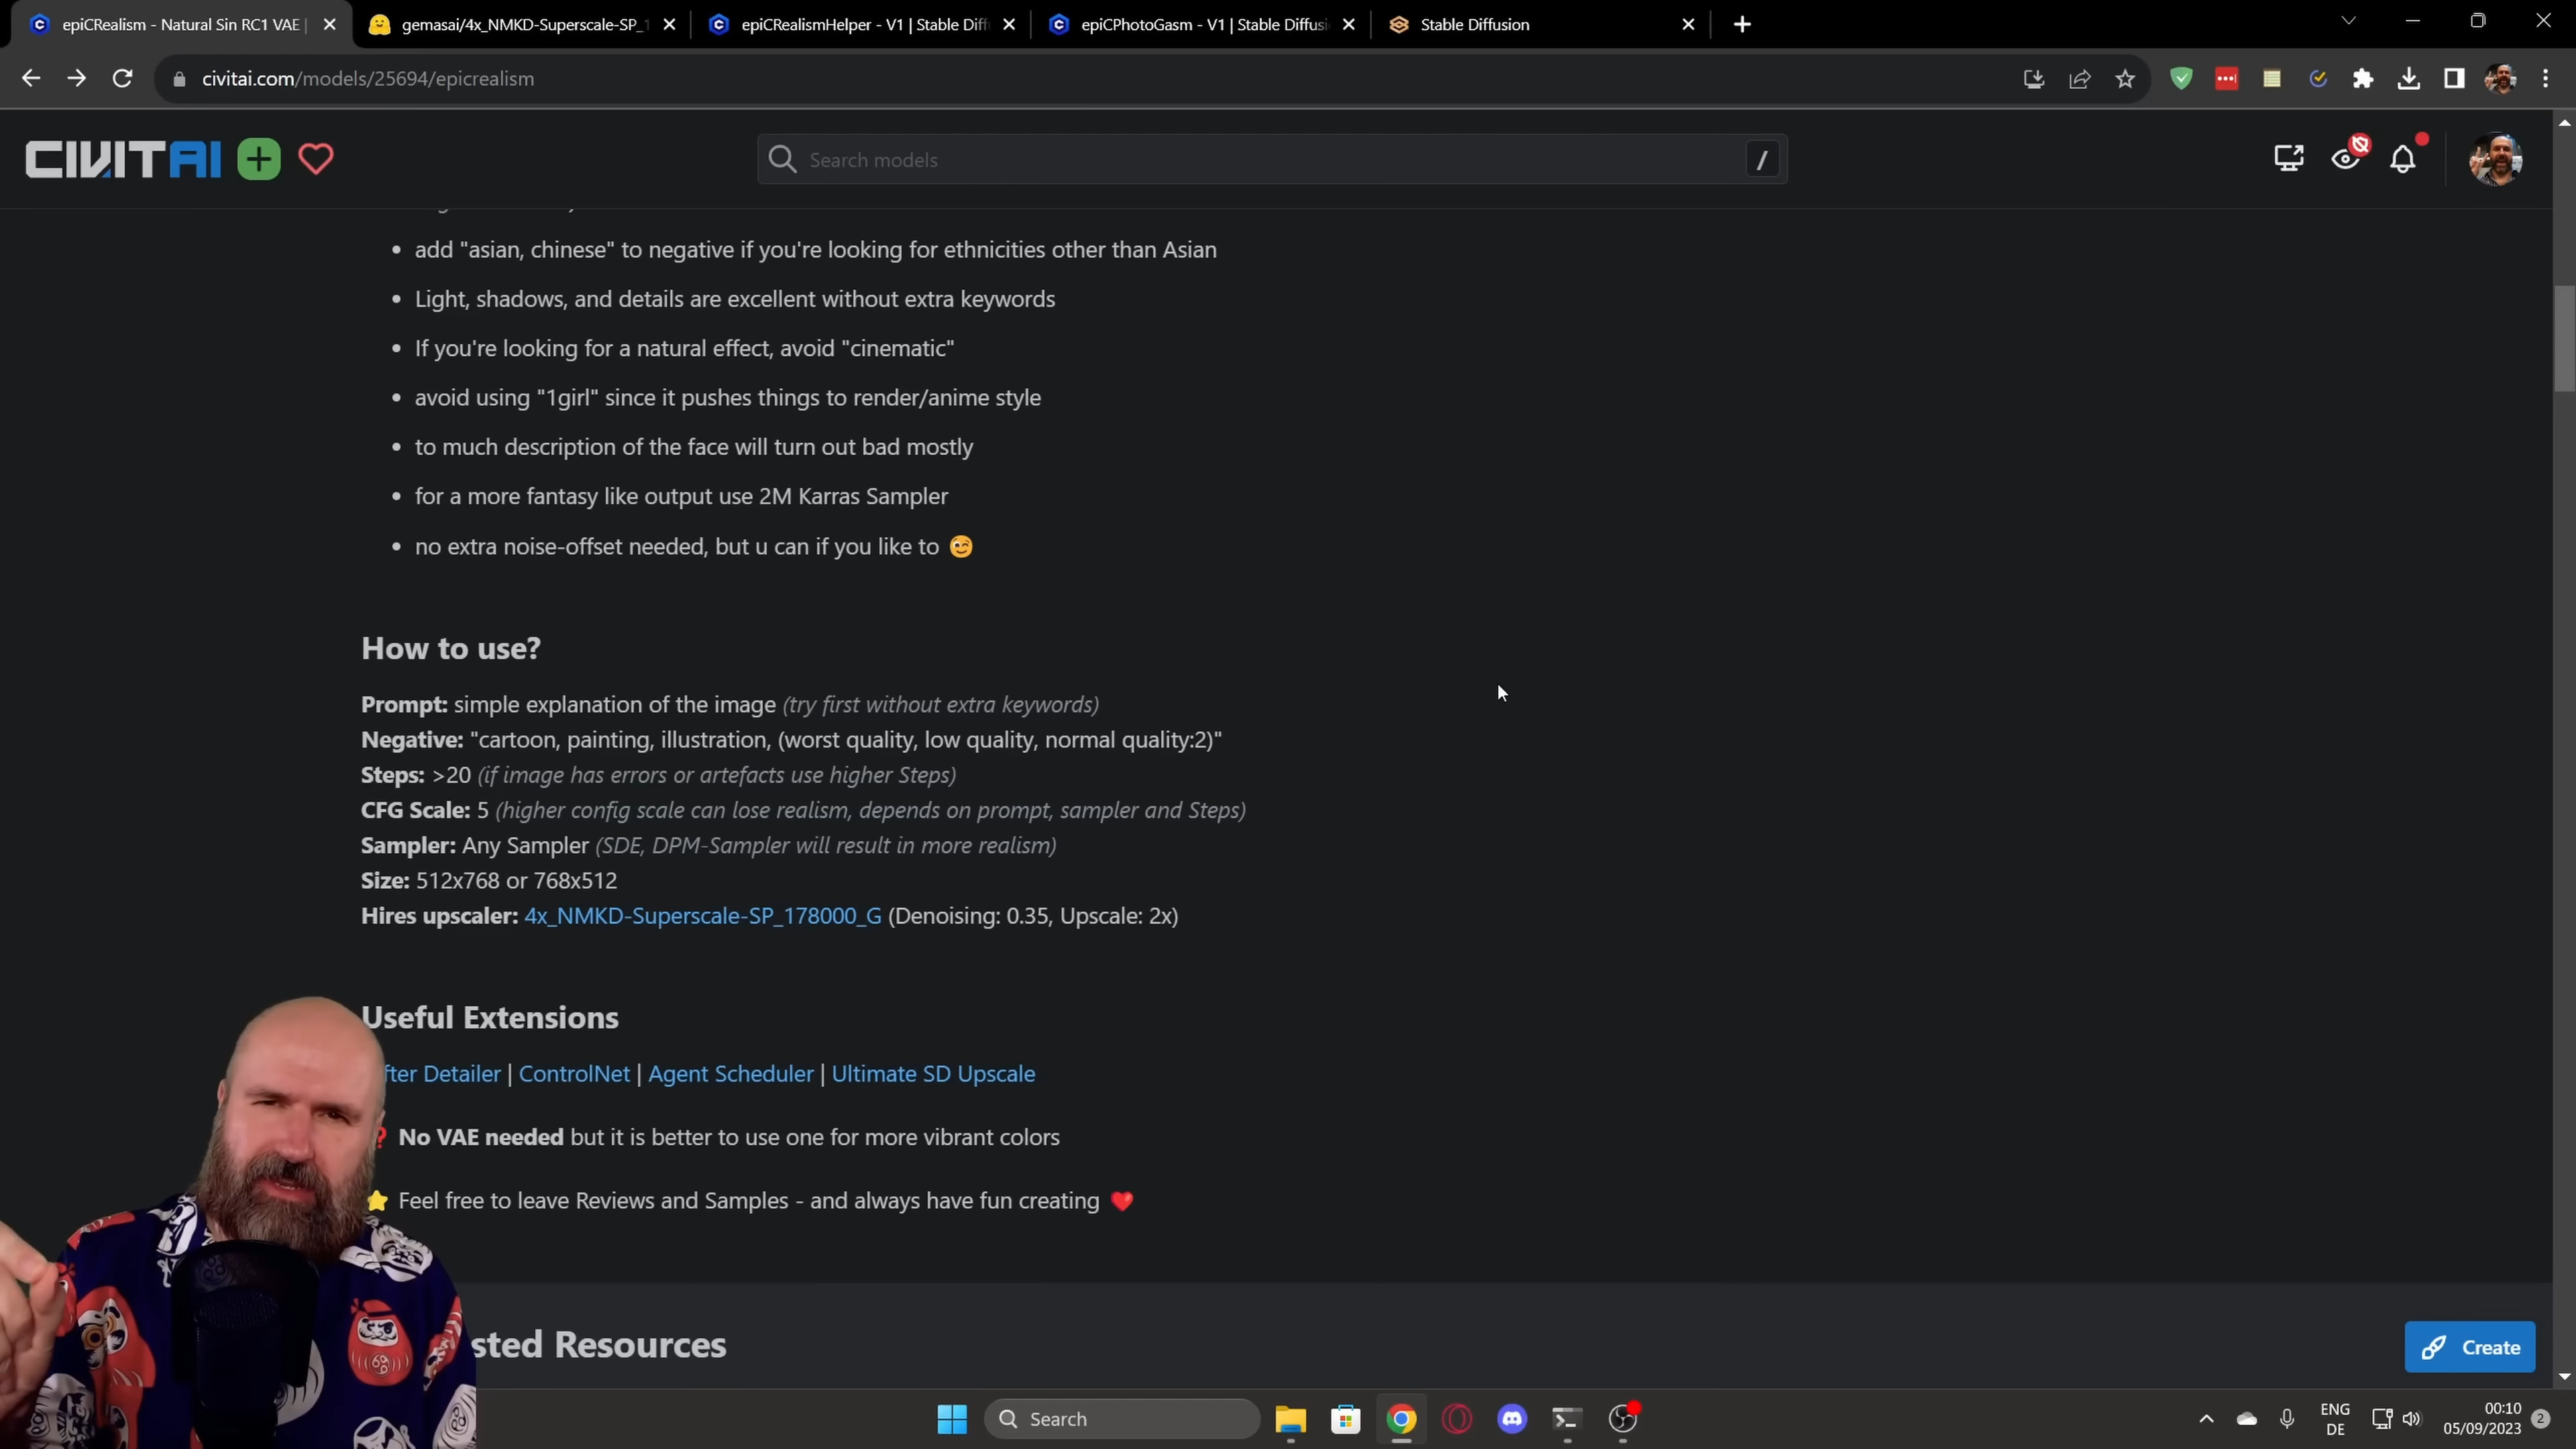 epiCRealism - Natural Sin RC1 VAE |
gemasai/4x_NMKD-Superscale-SP_1
epiCRealismHelper - V1 | Stable Diff
epiCPhotoGasm - V1 | Stable Diffusi
Stable Diffusion
civitai.com/models/25694/epicrealism
CIVITAI
Search models
/
• add "asian, chinese" to negative if you're looking for ethnicities other than Asian
• Light, shadows, and details are excellent without extra keywords
• If you're looking for a natural effect, avoid "cinematic"
• avoid using "1girl" since it pushes things to render/anime style
• to much description of the face will turn out bad mostly
• for a more fantasy like output use 2M Karras Sampler
• no extra noise-offset needed, but u can if you like to 😉
How to use?
Prompt: simple explanation of the image (try first without extra keywords)
Negative: "cartoon, painting, illustration, (worst quality, low quality, normal quality:2)"
Steps: >20 (if image has errors or artefacts use higher Steps)
CFG Scale: 5 (higher config scale can lose realism, depends on prompt, sampler and Steps)
Sampler: Any Sampler (SDE, DPM-Sampler will result in more realism)
Size: 512x768 or 768x512
Hires upscaler: 4x_NMKD-Superscale-SP_178000_G (Denoising: 0.35, Upscale: 2x)
Useful Extensions
fter Detailer | ControlNet | Agent Scheduler | Ultimate SD Upscale
❓ No VAE needed but it is better to use one for more vibrant colors
⭐ Feel free to leave Reviews and Samples - and always have fun creating ❤️
sted Resources
Create
Search
ENG
DE
00:10
05/09/2023
2